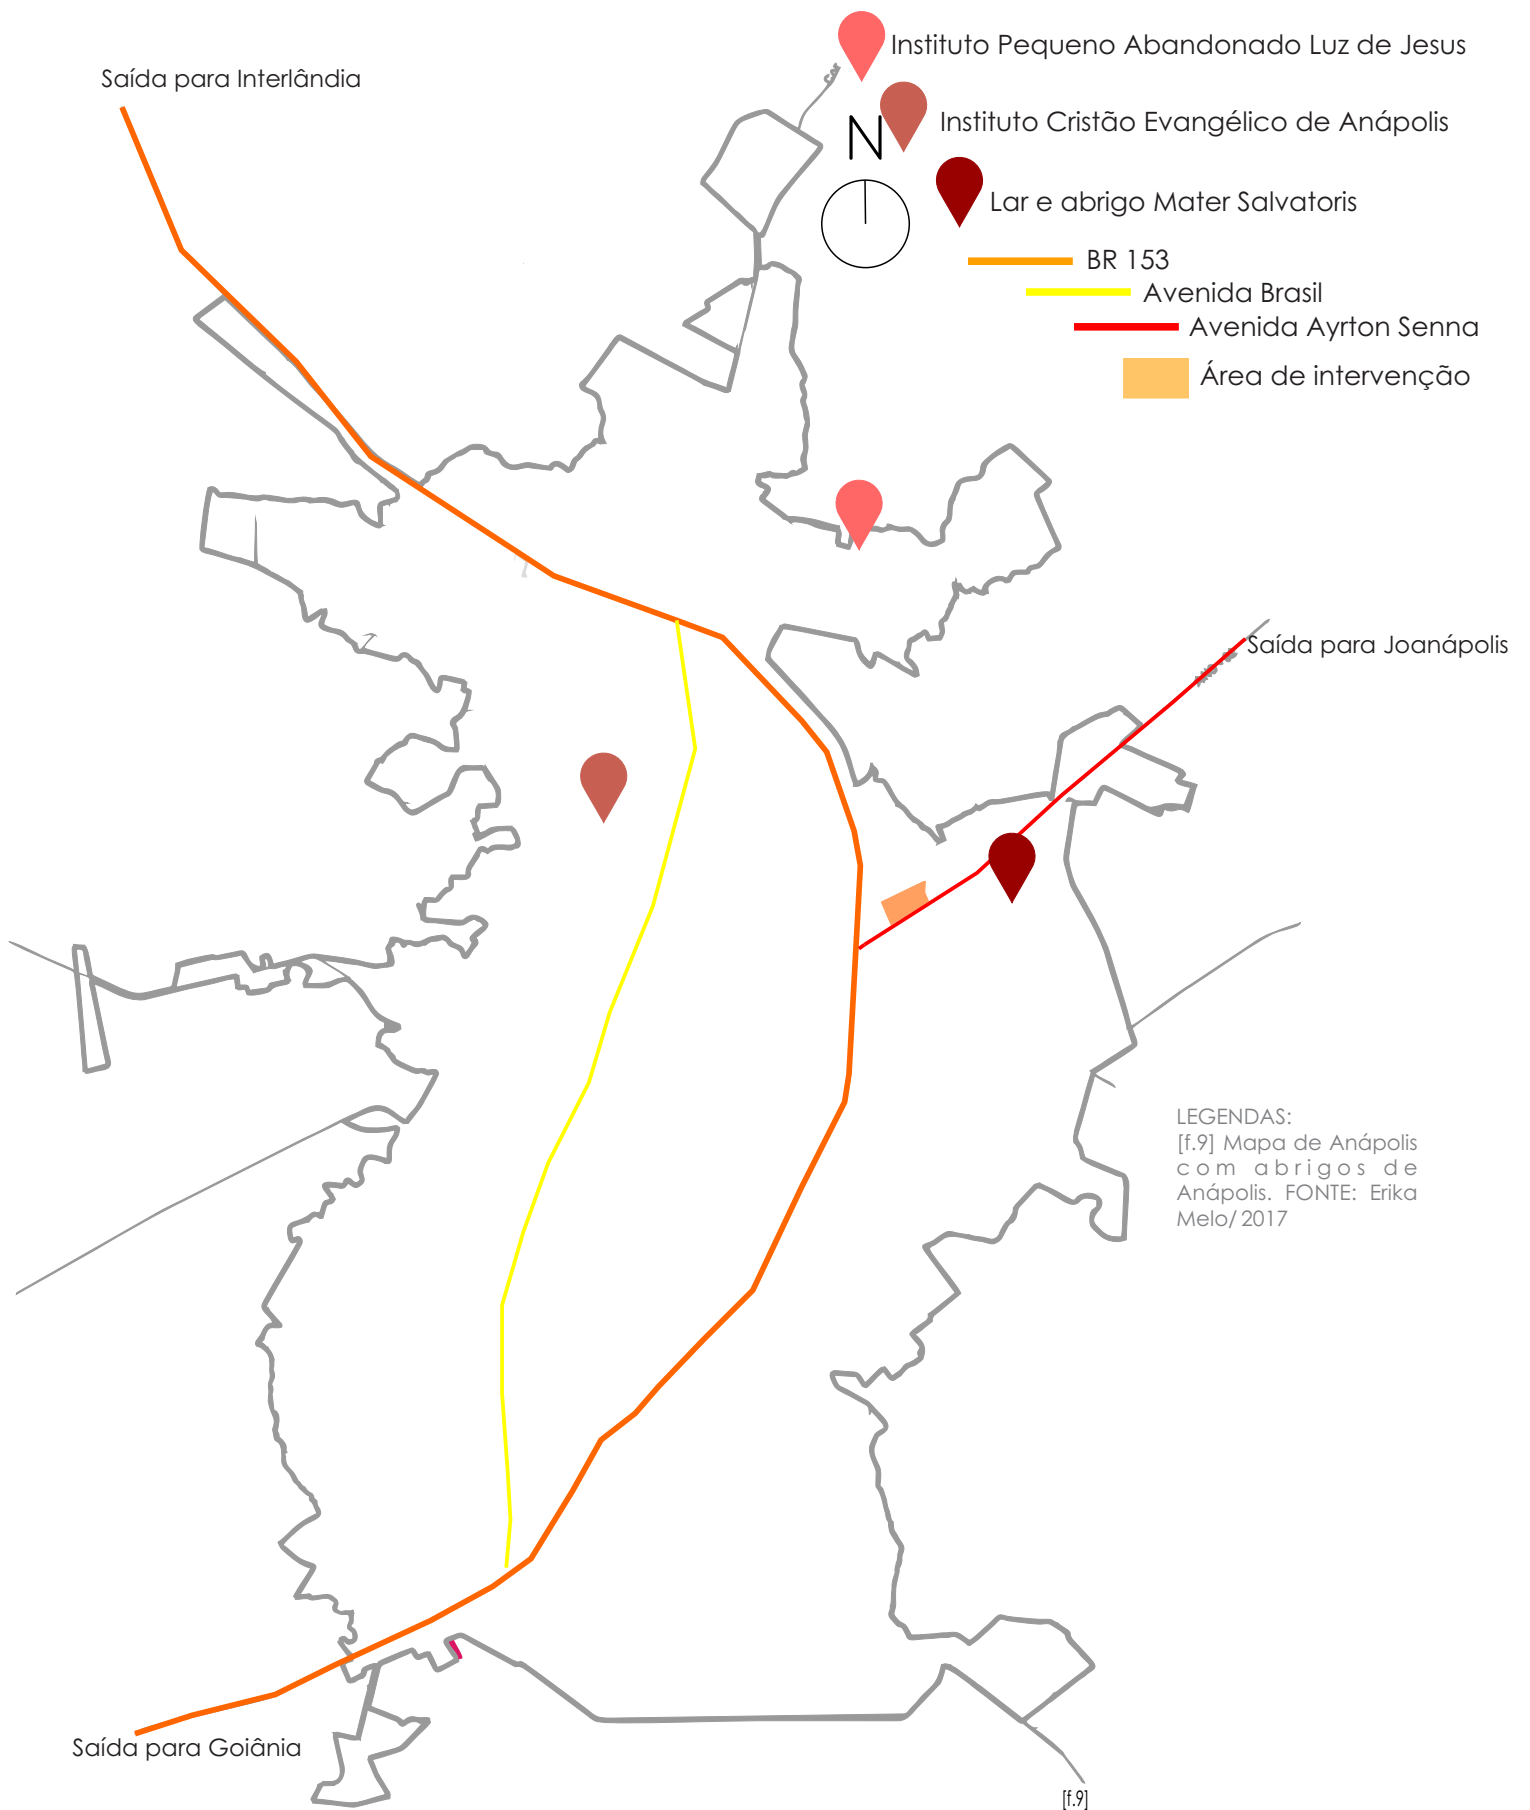 Instituto Pequeno Abandonado Luz de Jesus
Saída para Interlândia
Instituto Cristão Evangélico de Anápolis
N
Lar e abrigo Mater Salvatoris
BR 153
Avenida Brasil
Avenida Ayrton Senna
Área de intervenção
Saída para Joanápolis
LEGENDAS:
[f.9] Mapa de Anápolis
com abrigos de
Anápolis. FONTE: Erika
Melo/ 2017
Saída para Goiânia
[f.9]